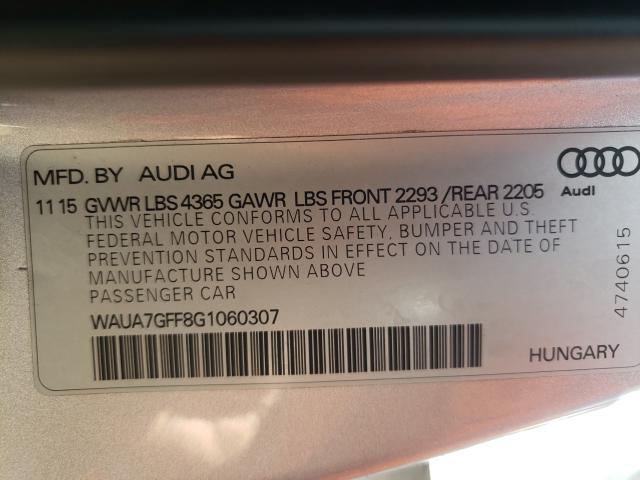 MFD. BY AUDI AG
11 15 GVWR LBS 4365 GAWR LBS FRONT 2293 /REAR 2205
THIS VEHICLE CONFORMS TO ALL APPLICABLE U.S.
FEDERAL MOTOR VEHICLE SAFETY, BUMPER AND THEFT
PREVENTION STANDARDS IN EFFECT ON THE DATE OF
MANUFACTURE SHOWN ABOVE
PASSENGER CAR
WAUA7GFF8G1060307
Audi
4740615
HUNGARY